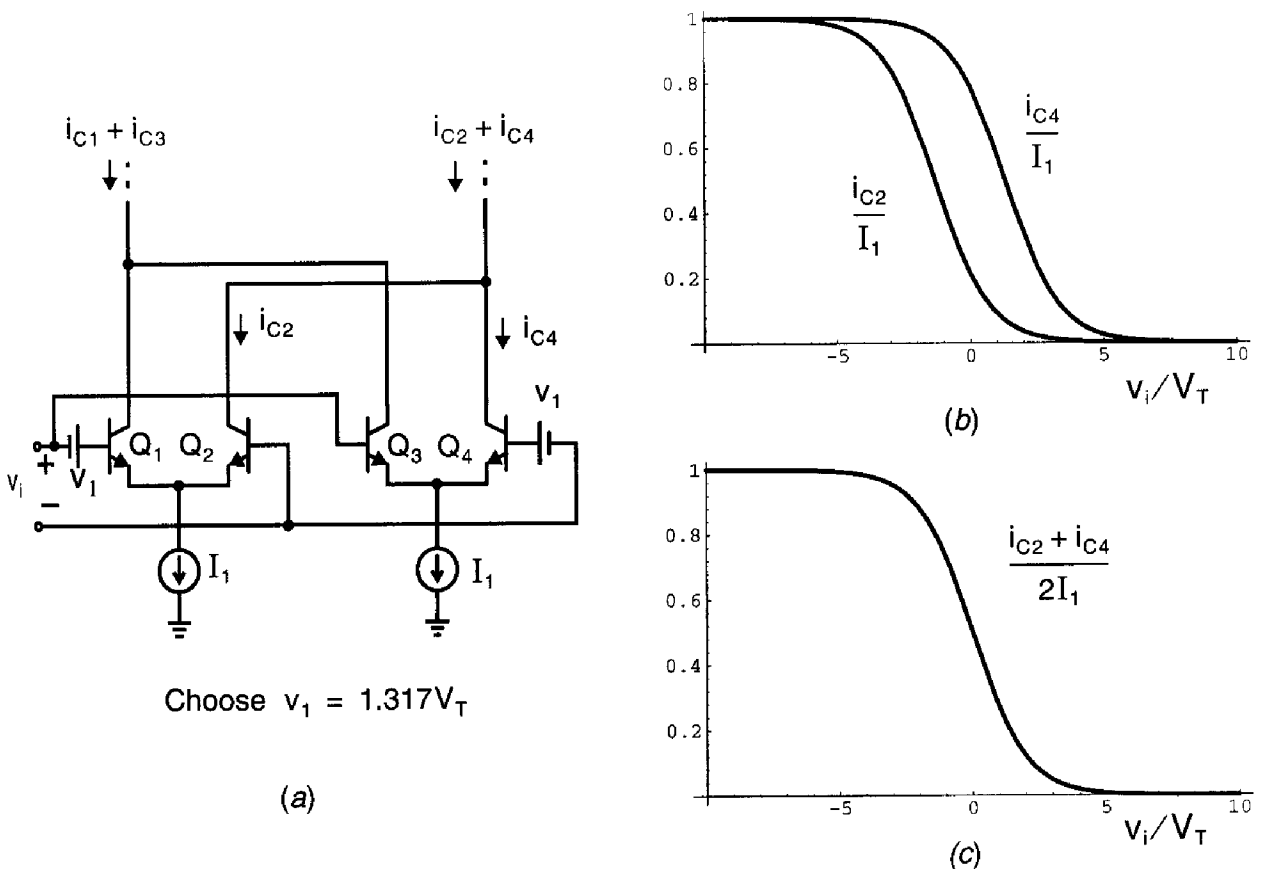 i_C1 + i_C3
i_C2 + i_C4
i_C2
i_C4
v_1
+
v_i
−
v_1
Q_1
Q_2
Q_3
Q_4
I_1
I_1
Choose v_1 = 1.317V_T
(a)
1
0.8
0.6
0.4
0.2
i_C4
I_1
i_C2
I_1
-5
0
5
10
v_i/V_T
(b)
1
0.8
0.6
0.4
0.2
i_C2 + i_C4
2I_1
-5
0
5
10
v_i/V_T
(c)